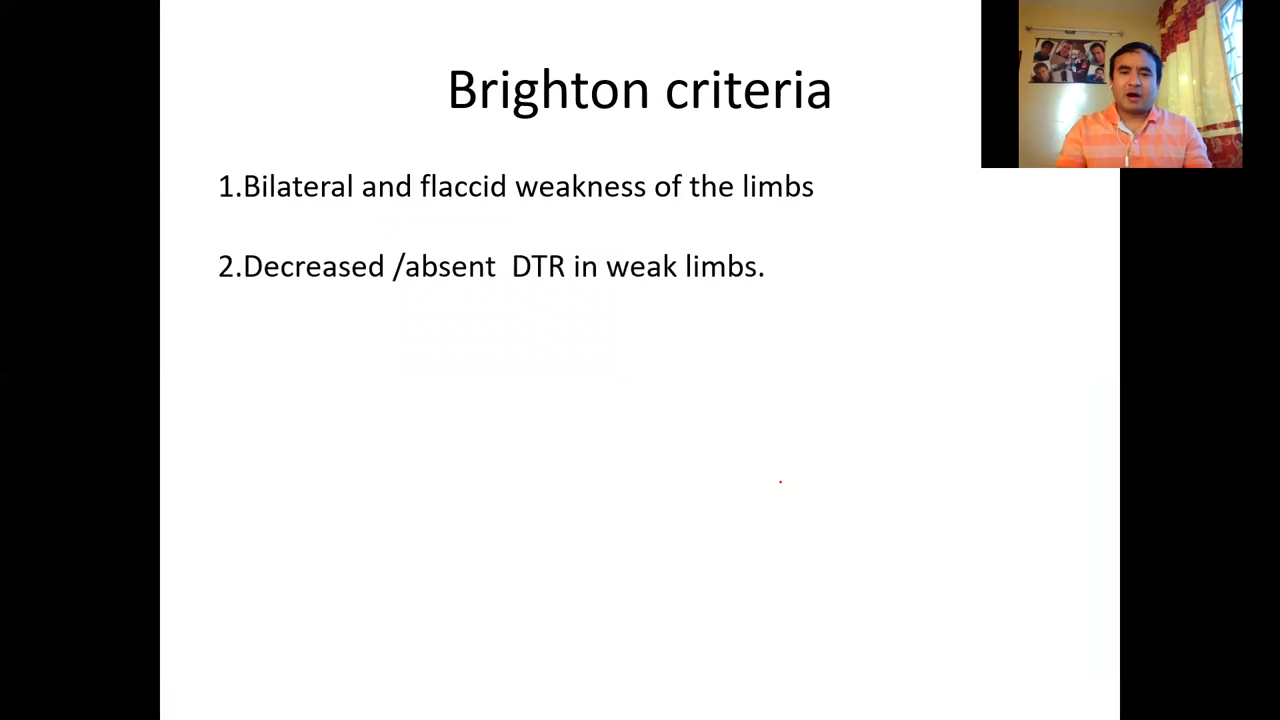 Brighton criteria
1.Bilateral and flaccid weakness of the limbs
2.Decreased /absent  DTR in weak limbs.